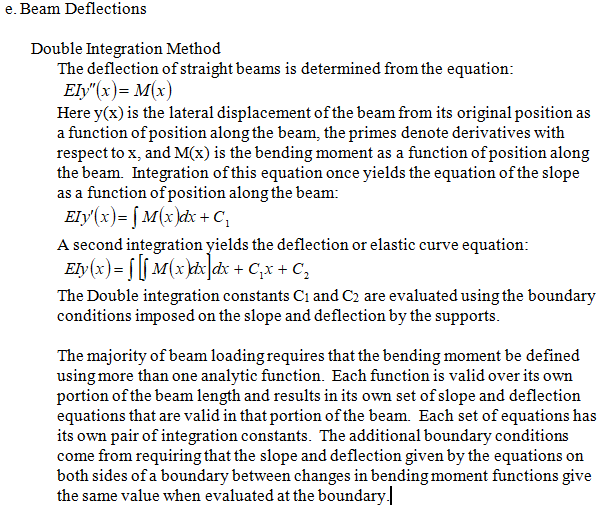 e. Beam Deflections
Double Integration Method
The deflection of straight beams is determined from the equation:
EIy"(x)= M(x)
Here y(x) is the lateral displacement of the beam from its original position as
a function of position along the beam, the primes denote derivatives with
respect to x, and M(x) is the bending moment as a function of position along
the beam.  Integration of this equation once yields the equation of the slope
as a function of position along the beam:
EIy'(x)= ∫ M(x)dx + C₁
A second integration yields the deflection or elastic curve equation:
EIy(x)= ∫[∫ M(x)dx]dx + C₁x + C₂
The Double integration constants C1 and C2 are evaluated using the boundary
conditions imposed on the slope and deflection by the supports.
The majority of beam loading requires that the bending moment be defined
using more than one analytic function.  Each function is valid over its own
portion of the beam length and results in its own set of slope and deflection
equations that are valid in that portion of the beam.  Each set of equations has
its own pair of integration constants.  The additional boundary conditions
come from requiring that the slope and deflection given by the equations on
both sides of a boundary between changes in bending moment functions give
the same value when evaluated at the boundary.